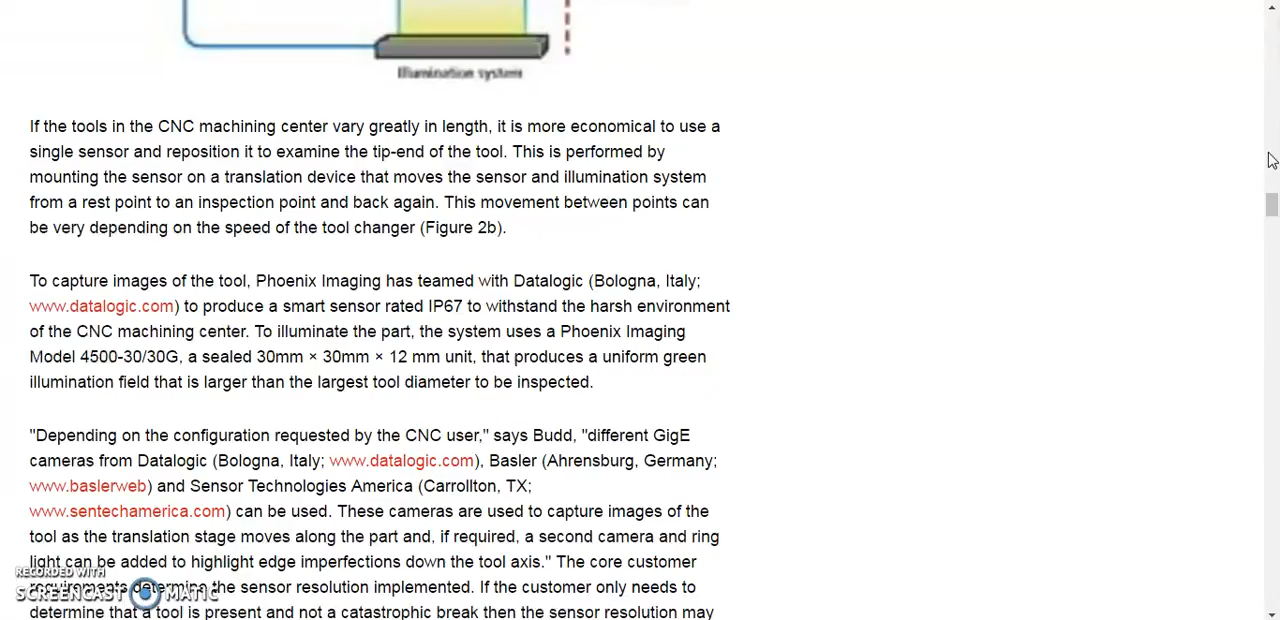 Illumination system
If the tools in the CNC machining center vary greatly in length, it is more economical to use a
single sensor and reposition it to examine the tip-end of the tool. This is performed by
mounting the sensor on a translation device that moves the sensor and illumination system
from a rest point to an inspection point and back again. This movement between points can
be very depending on the speed of the tool changer (Figure 2b).
To capture images of the tool, Phoenix Imaging has teamed with Datalogic (Bologna, Italy;
www.datalogic.com) to produce a smart sensor rated IP67 to withstand the harsh environment
of the CNC machining center. To illuminate the part, the system uses a Phoenix Imaging
Model 4500-30/30G, a sealed 30mm × 30mm × 12 mm unit, that produces a uniform green
illumination field that is larger than the largest tool diameter to be inspected.
"Depending on the configuration requested by the CNC user," says Budd, "different GigE
cameras from Datalogic (Bologna, Italy; www.datalogic.com), Basler (Ahrensburg, Germany;
www.baslerweb) and Sensor Technologies America (Carrollton, TX;
www.sentechamerica.com) can be used. These cameras are used to capture images of the
tool as the translation stage moves along the part and, if required, a second camera and ring
light can be added to highlight edge imperfections down the tool axis." The core customer
RECORDED WITH
requirements determine the sensor resolution implemented. If the customer only needs to
SCREENCAST MATIC
determine that a tool is present and not a catastrophic break then the sensor resolution may